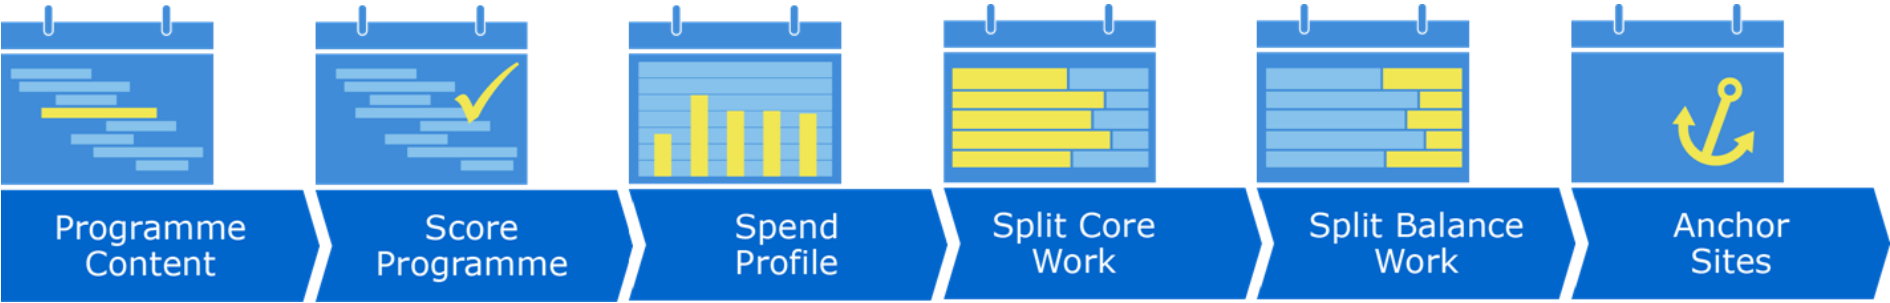 Programme
Content
Score
Programme
Spend
Profile
Split Core
Work
Split Balance
Work
Anchor
Sites